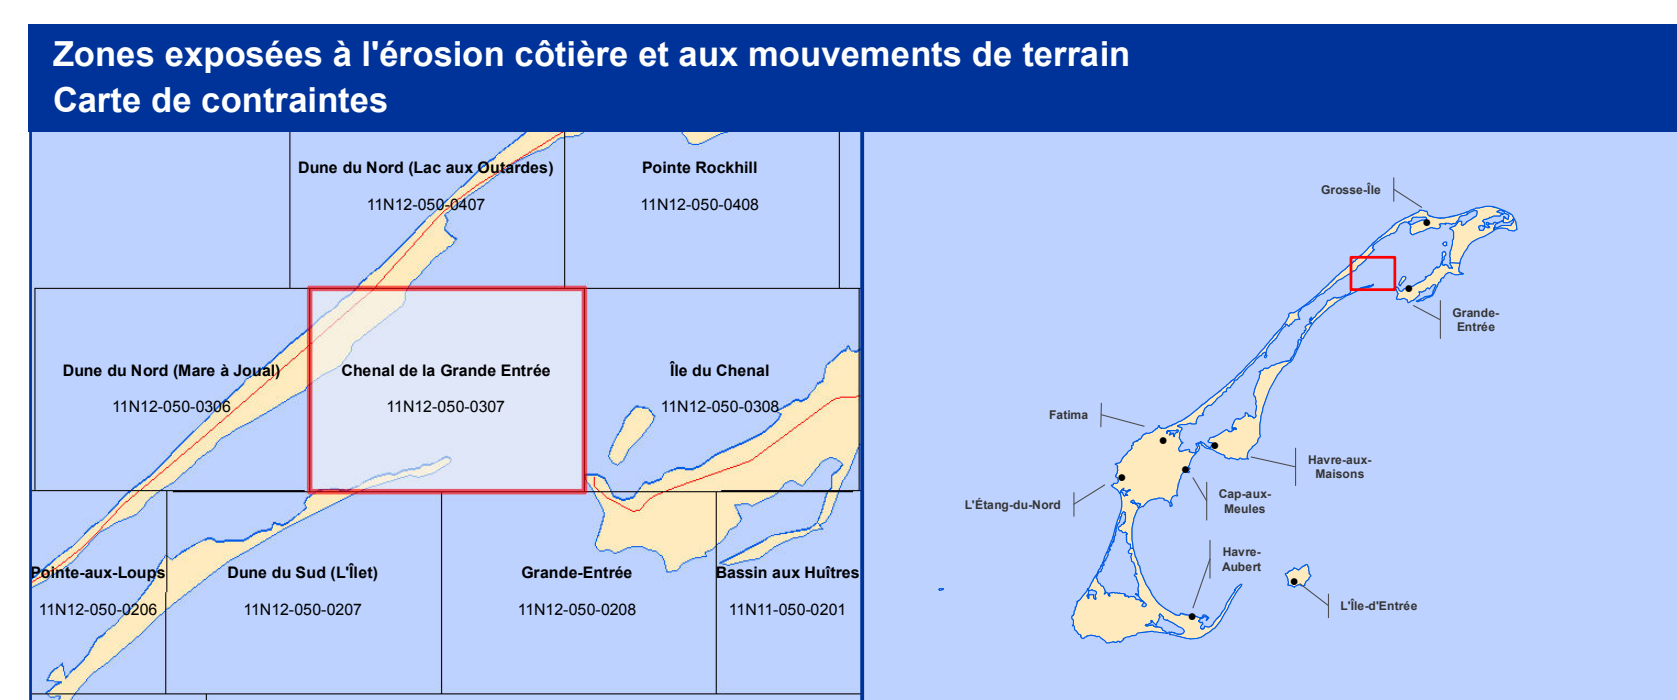 Zones exposées à l'érosion côtière et aux mouvements de terrain
Carte de contraintes
Dune du Nord (Lac aux Outardes)
11N12-050-0407
Pointe Rockhill
11N12-050-0408
Dune du Nord (Mare à Joual)
11N12-050-0306
Chenal de la Grande Entrée
11N12-050-0307
Île du Chenal
11N12-050-0308
Pointe-aux-Loups
11N12-050-0206
Dune du Sud (L'Îlet)
11N12-050-0207
Grande-Entrée
11N12-050-0208
Bassin aux Huîtres
11N11-050-0201
Grosse-Île
Grande-
Entrée
Fatima
Havre-aux-
Maisons
L'Étang-du-Nord
Cap-aux-
Meules
Havre-
Aubert
L'Île-d'Entrée